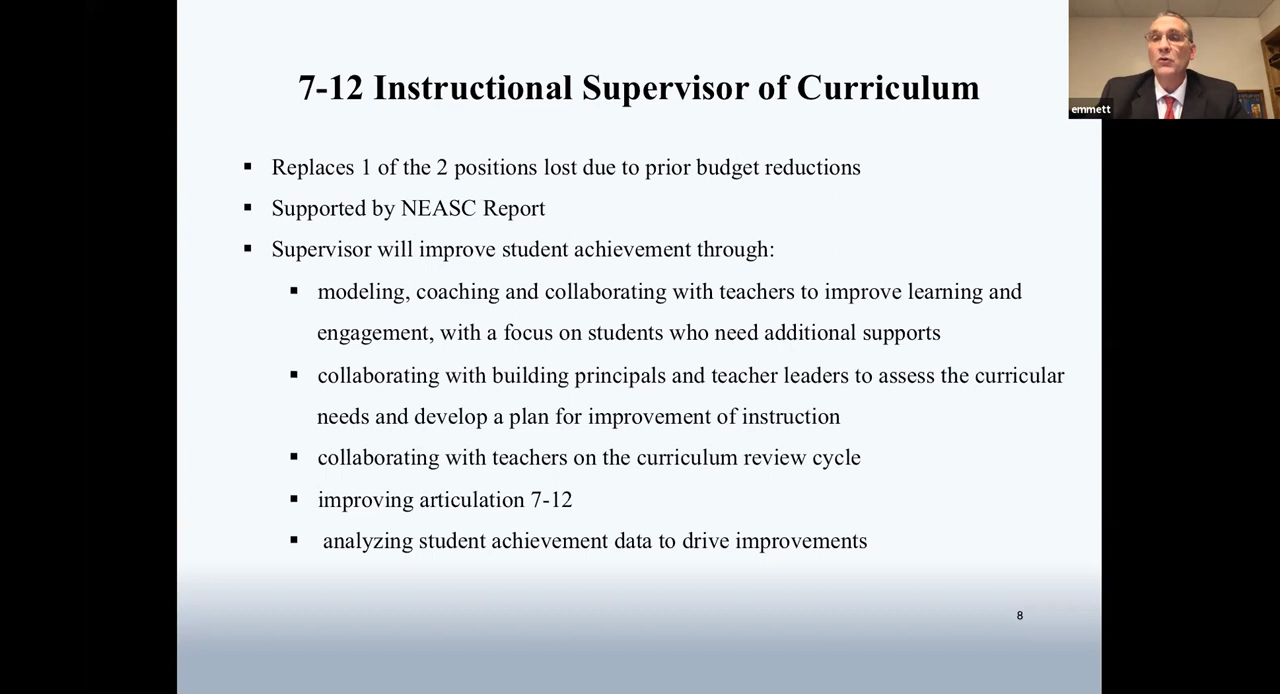 7-12 Instructional Supervisor of Curriculum
emmett
▪ Replaces 1 of the 2 positions lost due to prior budget reductions
▪ Supported by NEASC Report
▪ Supervisor will improve student achievement through:
▪ modeling, coaching and collaborating with teachers to improve learning and
engagement, with a focus on students who need additional supports
▪ collaborating with building principals and teacher leaders to assess the curricular
needs and develop a plan for improvement of instruction
▪ collaborating with teachers on the curriculum review cycle
▪ improving articulation 7-12
▪ analyzing student achievement data to drive improvements
8